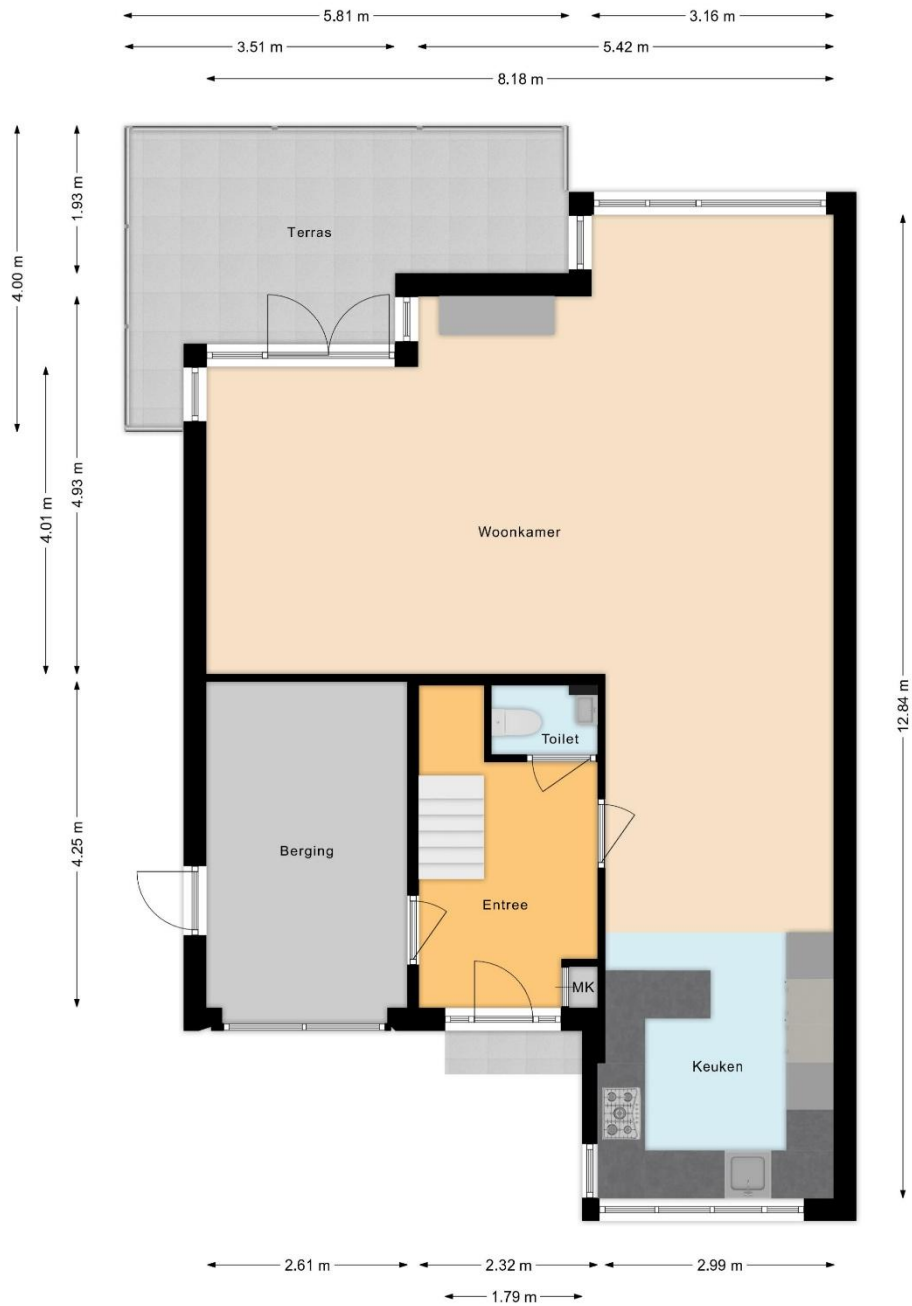 5.81 m
3.16 m
3.51 m
5.42 m
8.18 m
4.00 m
1.93 m
Terras
4.01 m
4.93 m
Woonkamer
12.84 m
Toilet
4.25 m
Berging
Entree
MK
Keuken
2.61 m
2.32 m
2.99 m
1.79 m